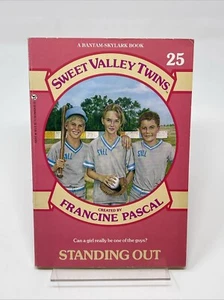 A BANTAM-SKYLARK BOOK
25
SWEET VALLEY TWINS
CREATED BY
FRANCINE PASCAL
Can a girl really be one of the guys?
STANDING OUT